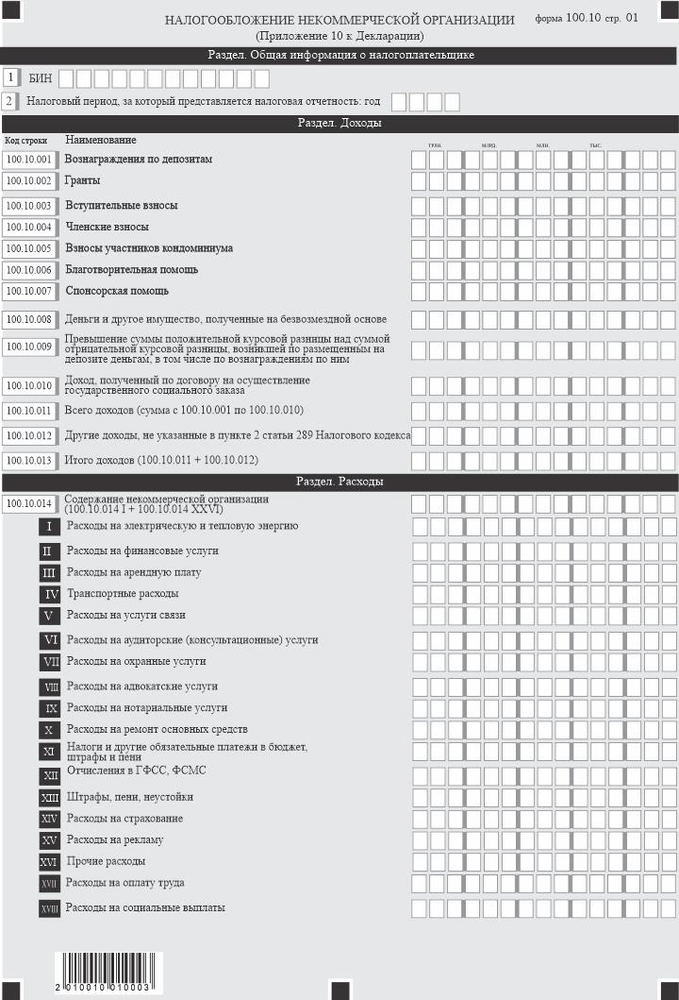 НАЛОГООБЛОЖЕНИЕ НЕКОММЕРЧЕСКОЙ ОРГАНИЗАЦИИ форма 100.10 стр. 01
(Приложение 10 к Декларации)
Раздел. Общая информация о налогоплательщике
1 БИН
2 Налоговый период, за который представляется налоговая отчетность: год
Раздел. Доходы
Код строки Наименование
трлн. млрд. млн. тыс.
100.10.001 Вознаграждения по депозитам
100.10.002 Гранты
100.10.003 Вступительные взносы
100.10.004 Членские взносы
100.10.005 Взносы участников кондоминиума
100.10.006 Благотворительная помощь
100.10.007 Спонсорская помощь
100.10.008 Деньги и другое имущество, полученные на безвозмездной основе
100.10.009 Превышение суммы положительной курсовой разницы над суммой
отрицательной курсовой разницы, возникшей по размещенным на
депозите деньгам, в том числе по вознаграждениям по ним
100.10.010 Доход, полученный по договору на осуществление
государственного социального заказа
100.10.011 Всего доходов (сумма с 100.10.001 по 100.10.010)
100.10.012 Другие доходы, не указанные в пункте 2 статьи 289 Налогового кодекса
100.10.013 Итого доходов (100.10.011 + 100.10.012)
Раздел. Расходы
100.10.014 Содержание некоммерческой организации
(100.10.014 I + 100.10.014 XXVI)
I Расходы на электрическую и тепловую энергию
II Расходы на финансовые услуги
III Расходы на арендную плату
IV Транспортные расходы
V Расходы на услуги связи
VI Расходы на аудиторские (консультационные) услуги
VII Расходы на охранные услуги
VIII Расходы на адвокатские услуги
IX Расходы на нотариальные услуги
X Расходы на ремонт основных средств
XI Налоги и другие обязательные платежи в бюджет,
штрафы и пени
XII Отчисления в ГФСС, ФСМС
XIII Штрафы, пени, неустойки
XIV Расходы на страхование
XV Расходы на рекламу
XVI Прочие расходы
XVII Расходы на оплату труда
XVIII Расходы на социальные выплаты
2 010010 010003